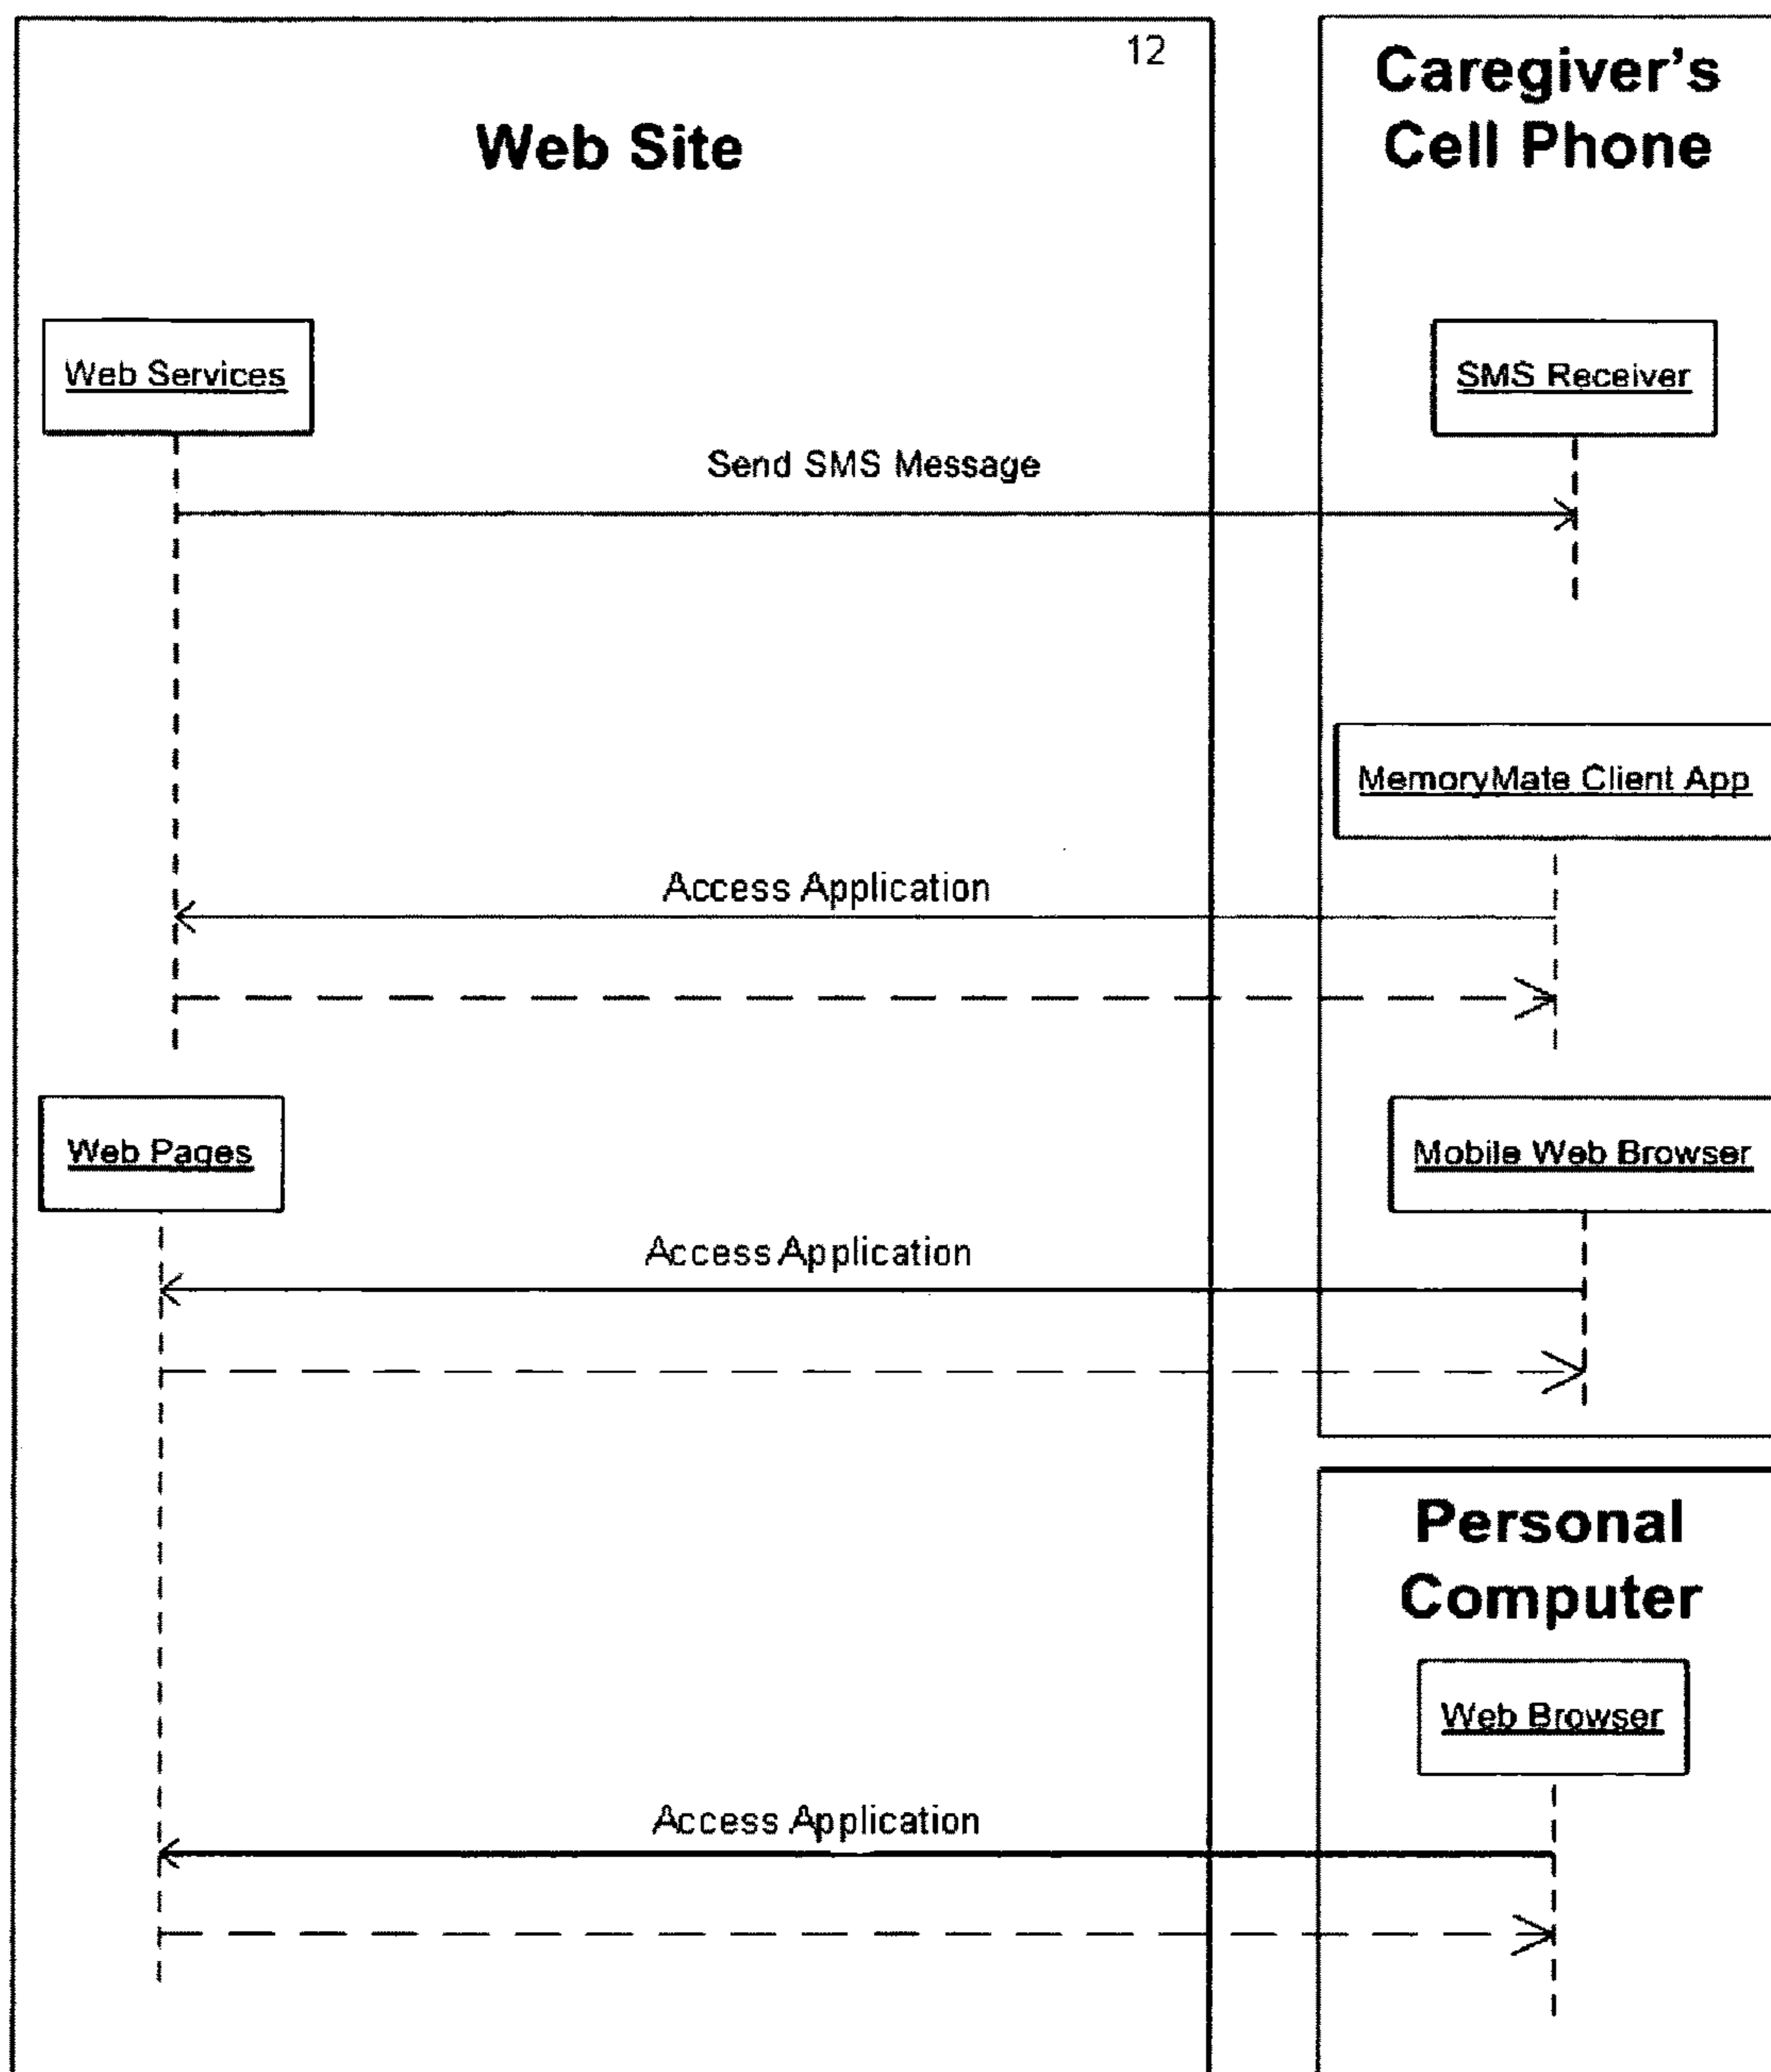 12
Web Site
Caregiver's
Cell Phone
Web Services
SMS Receiver
Send SMS Message
MemoryMate Client App
Access Application
Web Pages
Mobile Web Browser
Access Application
Personal
Computer
Web Browser
Access Application